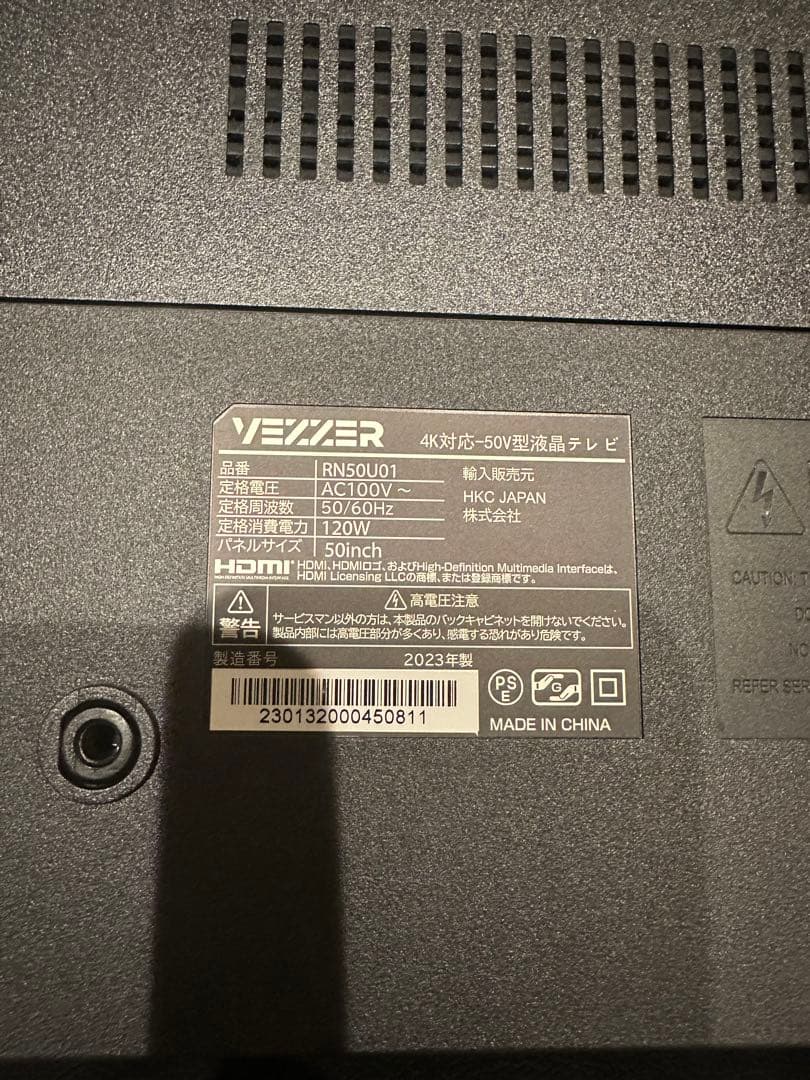 VEZZER 4K対応-50V型液晶テレビ
品番 RN50U01
定格電圧 AC100V～
定格周波数 50/60Hz
定格消費電力 120W
パネルサイズ 50inch
輸入販売元
HKC JAPAN
株式会社
HDMI HDMI、HDMIロゴ、およびHigh-Definition Multimedia Interfaceは、
HIGH-DEFINITION MULTIMEDIA INTERFACE HDMI Licensing LLCの商標、または登録商標です。
警告
高電圧注意
サービスマン以外の方は、本製品のバックキャビネットを開けないでください。
製品内部には高電圧部分が多くあり、感電する恐れがあり危険です。
製造番号 2023年製
230132000450811
PS
E
G
MADE IN CHINA
CAUTION:
NO
REFER SER